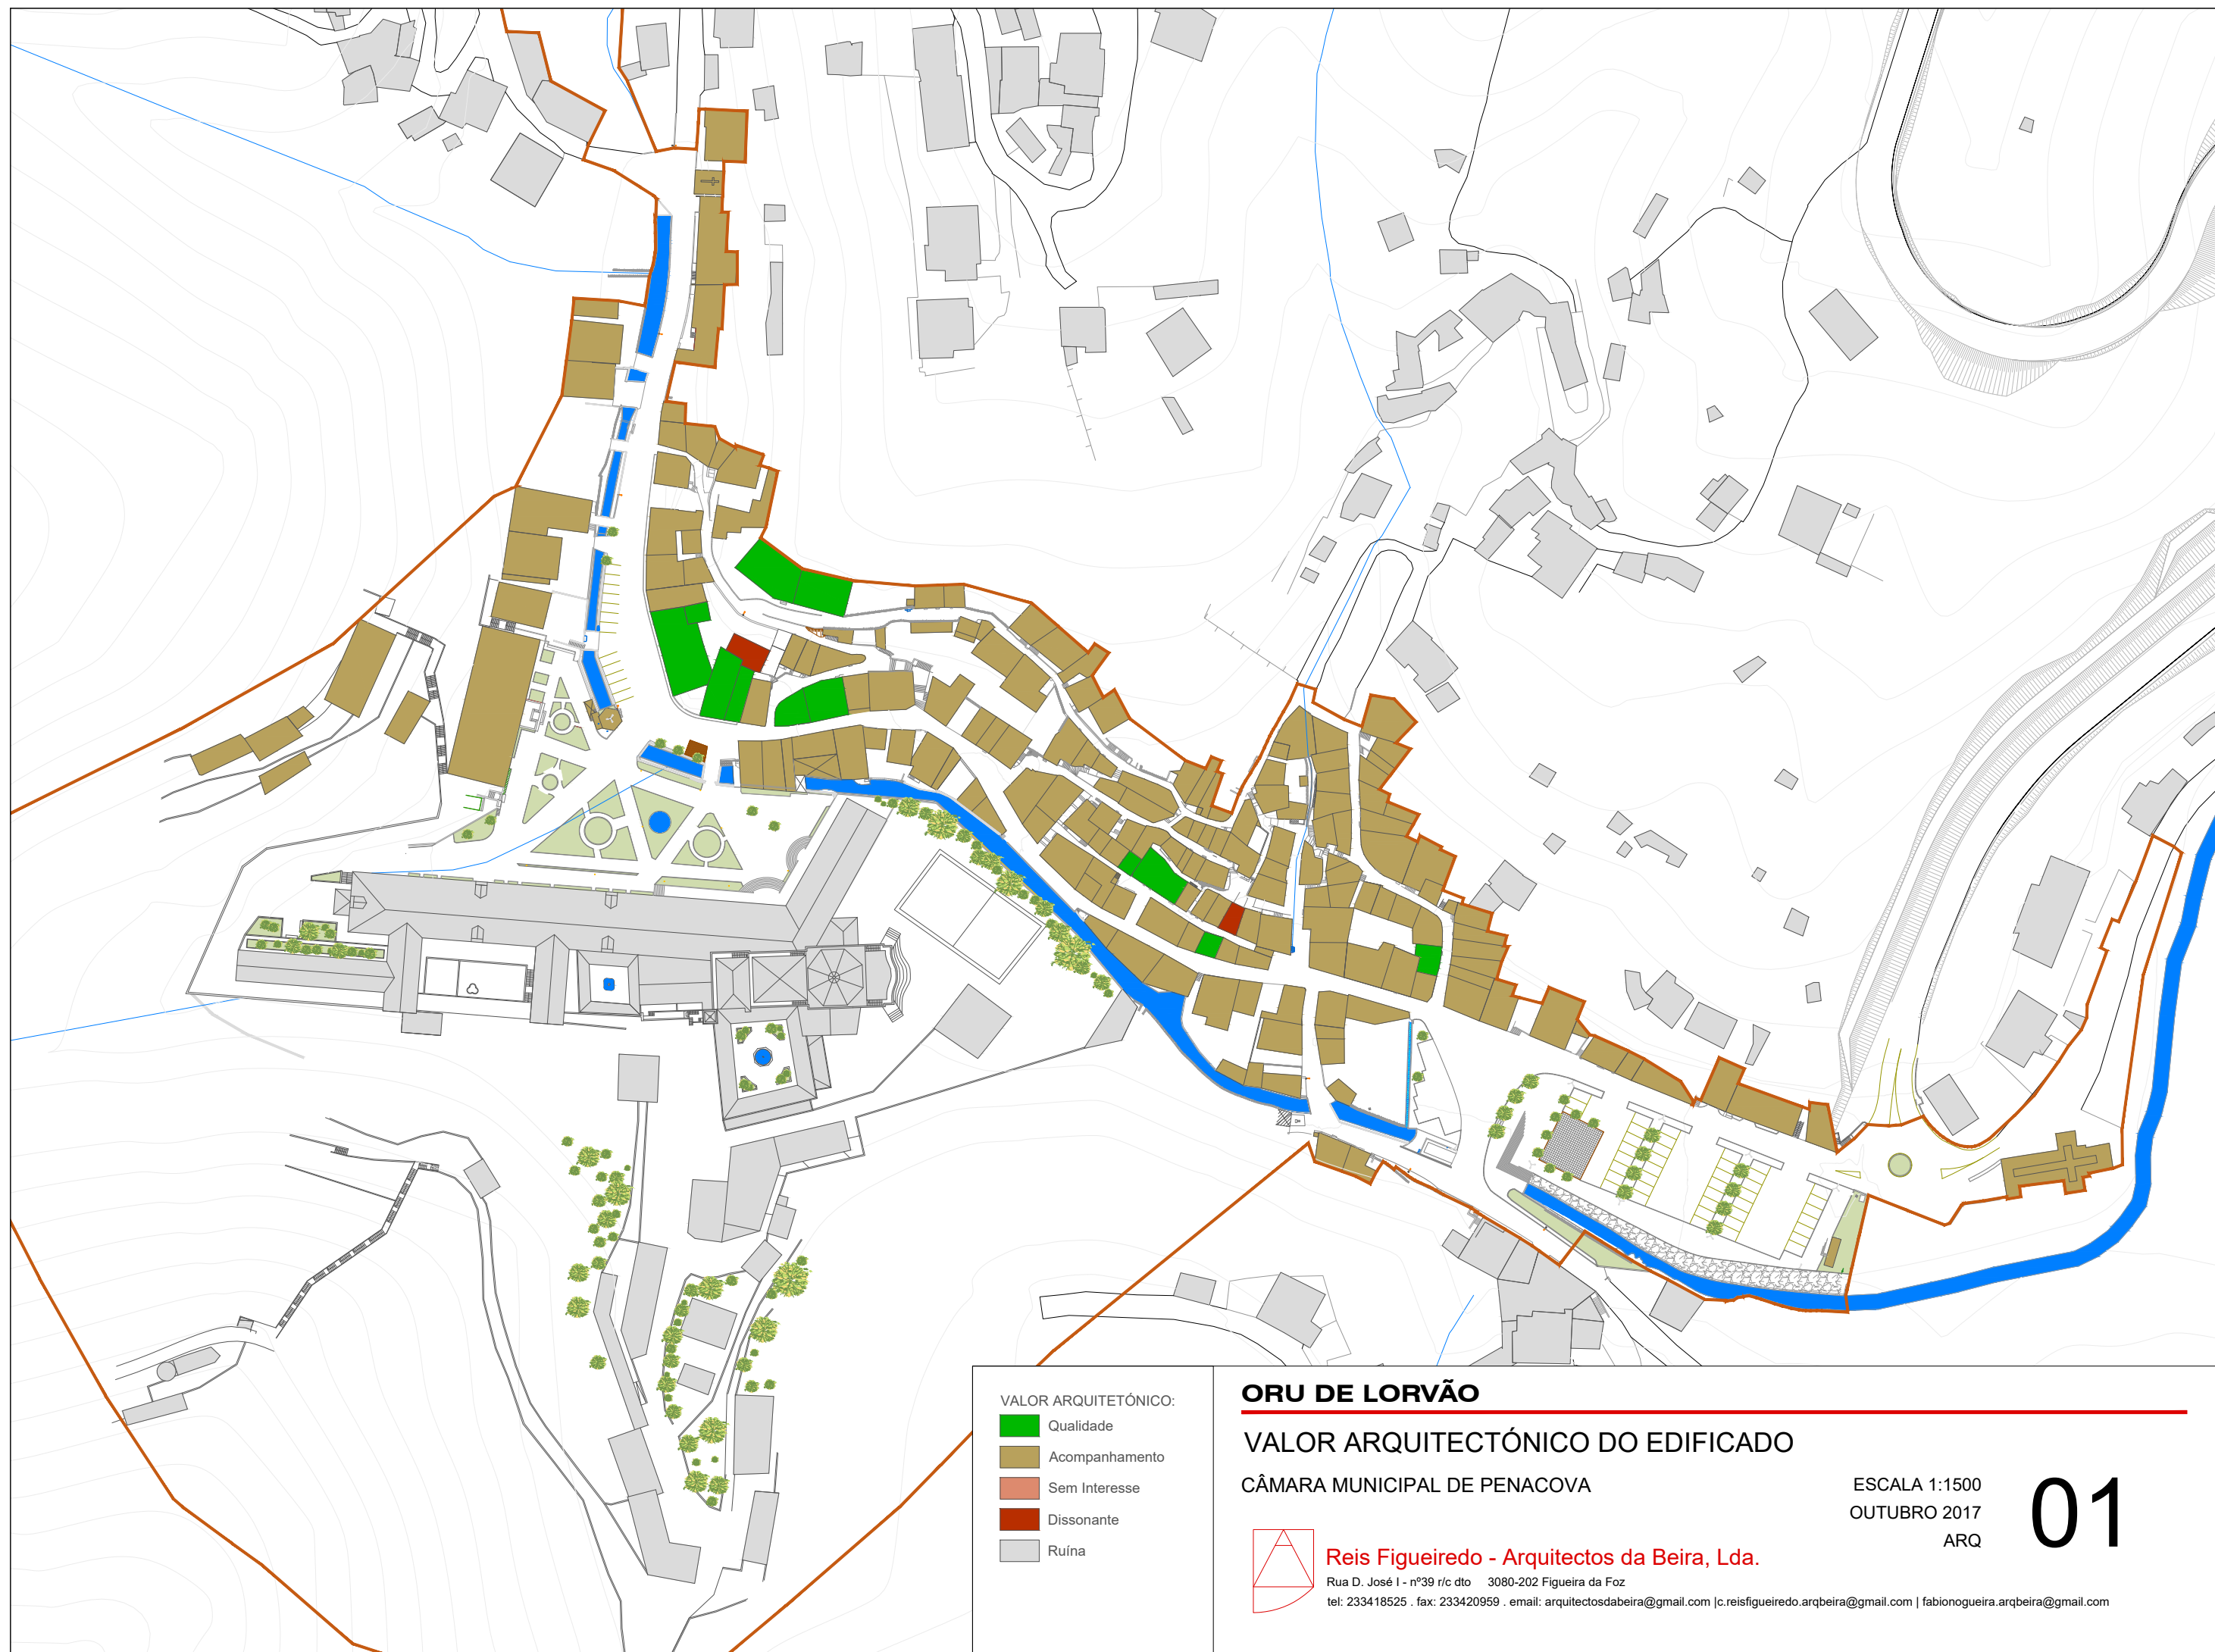 VALOR ARQUITETÓNICO:
Qualidade
Acompanhamento
Sem Interesse
Dissonante
Ruína
ORU DE LORVÃO
VALOR ARQUITECTÓNICO DO EDIFICADO
CÂMARA MUNICIPAL DE PENACOVA
ESCALA 1:1500
OUTUBRO 2017
ARQ
01
Reis Figueiredo - Arquitectos da Beira, Lda.
Rua D. José I - nº39 r/c dto 3080-202 Figueira da Foz
tel: 233418525 . fax: 233420959 . email: arquitectosdabeira@gmail.com |c.reisfigueiredo.arqbeira@gmail.com | fabionogueira.arqbeira@gmail.com